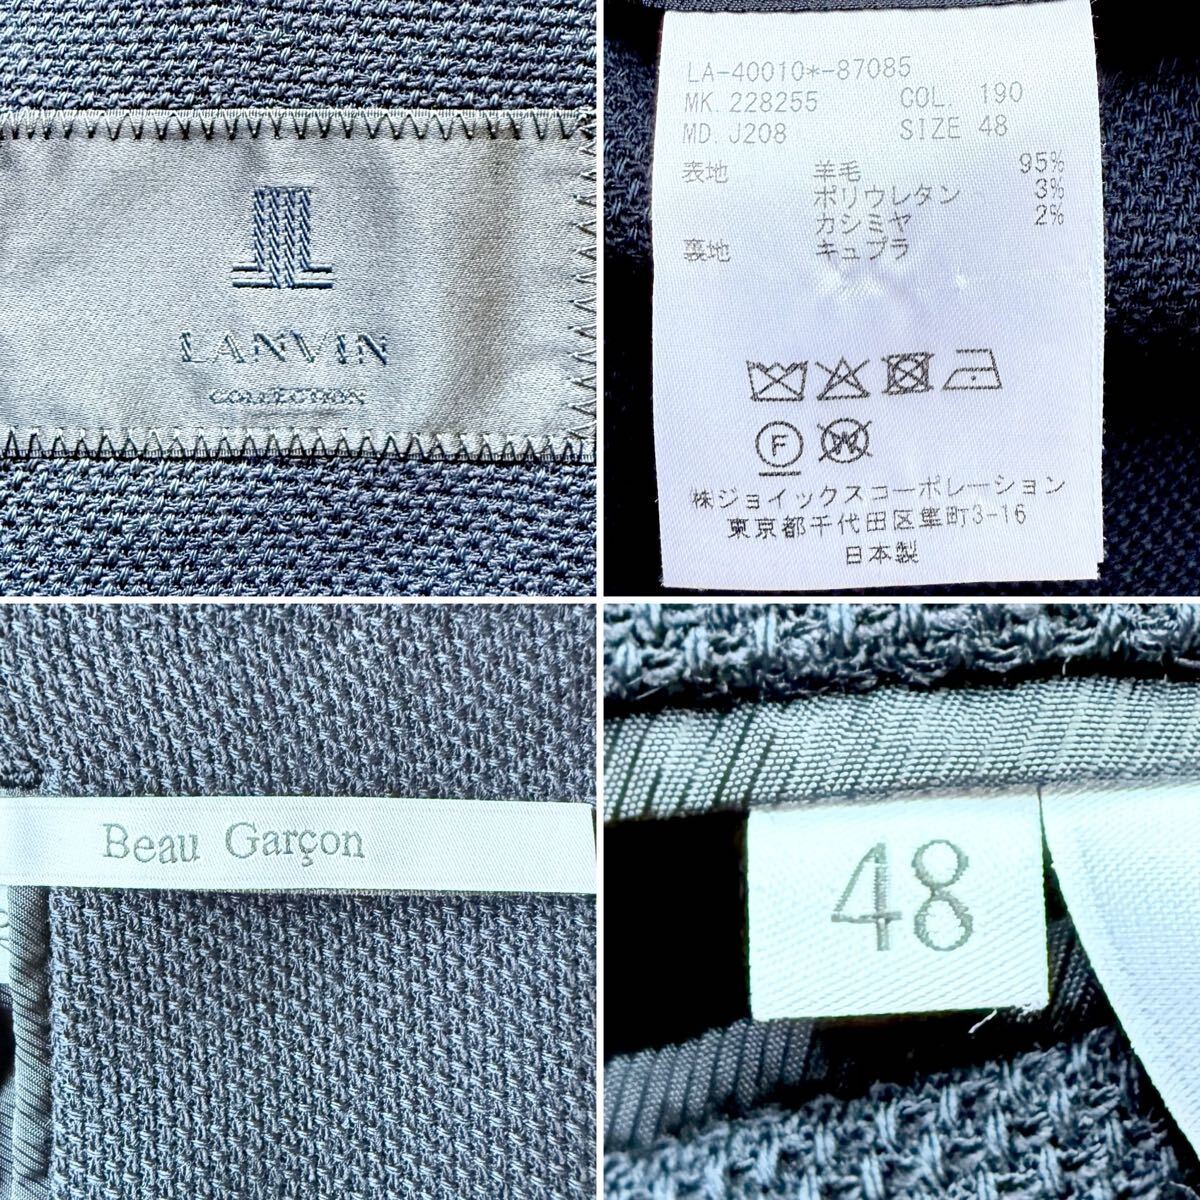 LANVIN
COLLECTION
LA-40010*-87085
MK. 228255 COL. 190
MD. J208 SIZE 48
表地 羊毛 95%
ポリウレタン 3%
カシミヤ 2%
裏地 キュプラ
F
W
株ジョイックスコーポレーション
東京都千代田区隼町3-16
日本製
Beau Garçon
48